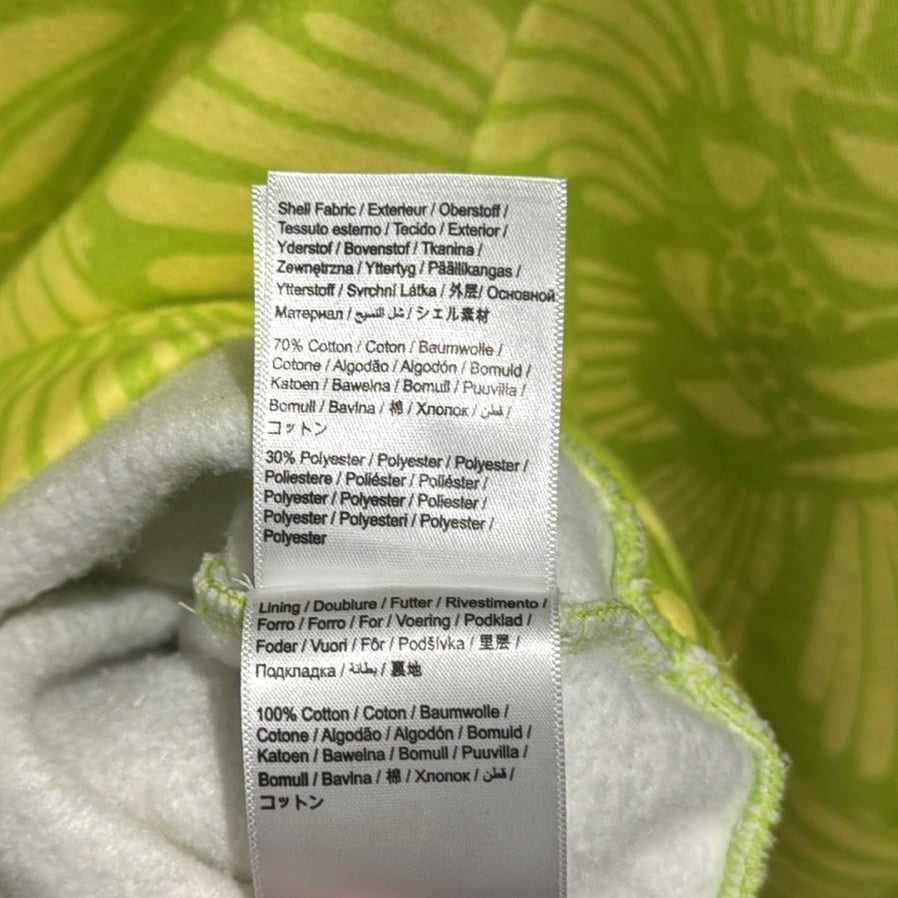 Shell Fabric / Exterieur / Oberstoff /
Tessuto esterno / Tecido / Exterior /
Yderstof / Bovenstof / Tkanina /
Zewnętrzna / Yttertyg / Päälikangas /
Ytterstoff / Svrchní Látka / 外层/ Основной
Материал / شل النسيج / シェル素材
70% Cotton / Coton / Baumwolle /
Cotone / Algodão / Algodón / Bomuld /
Katoen / Bawelna / Bomull / Puuvilla /
Bomull / Bavlna / 棉 / Хлопок / قطن /
コットン
30% Polyester / Polyester / Polyester /
Poliestere / Poliéster / Poliéster /
Polyester / Polyester / Poliester /
Polyester / Polyesteri / Polyester /
Polyester
Lining / Doublure / Futter / Rivestimento /
Forro / Forro / For / Voering / Podklad /
Foder / Vuori / Fôr / Podšívka / 里层 /
Подкладка / بطانة / 裏地
100% Cotton / Coton / Baumwolle /
Cotone / Algodão / Algodón / Bomuld /
Katoen / Bawelna / Bomull / Puuvilla /
Bomull / Bavlna / 棉 / Хлопок / قطن /
コットン